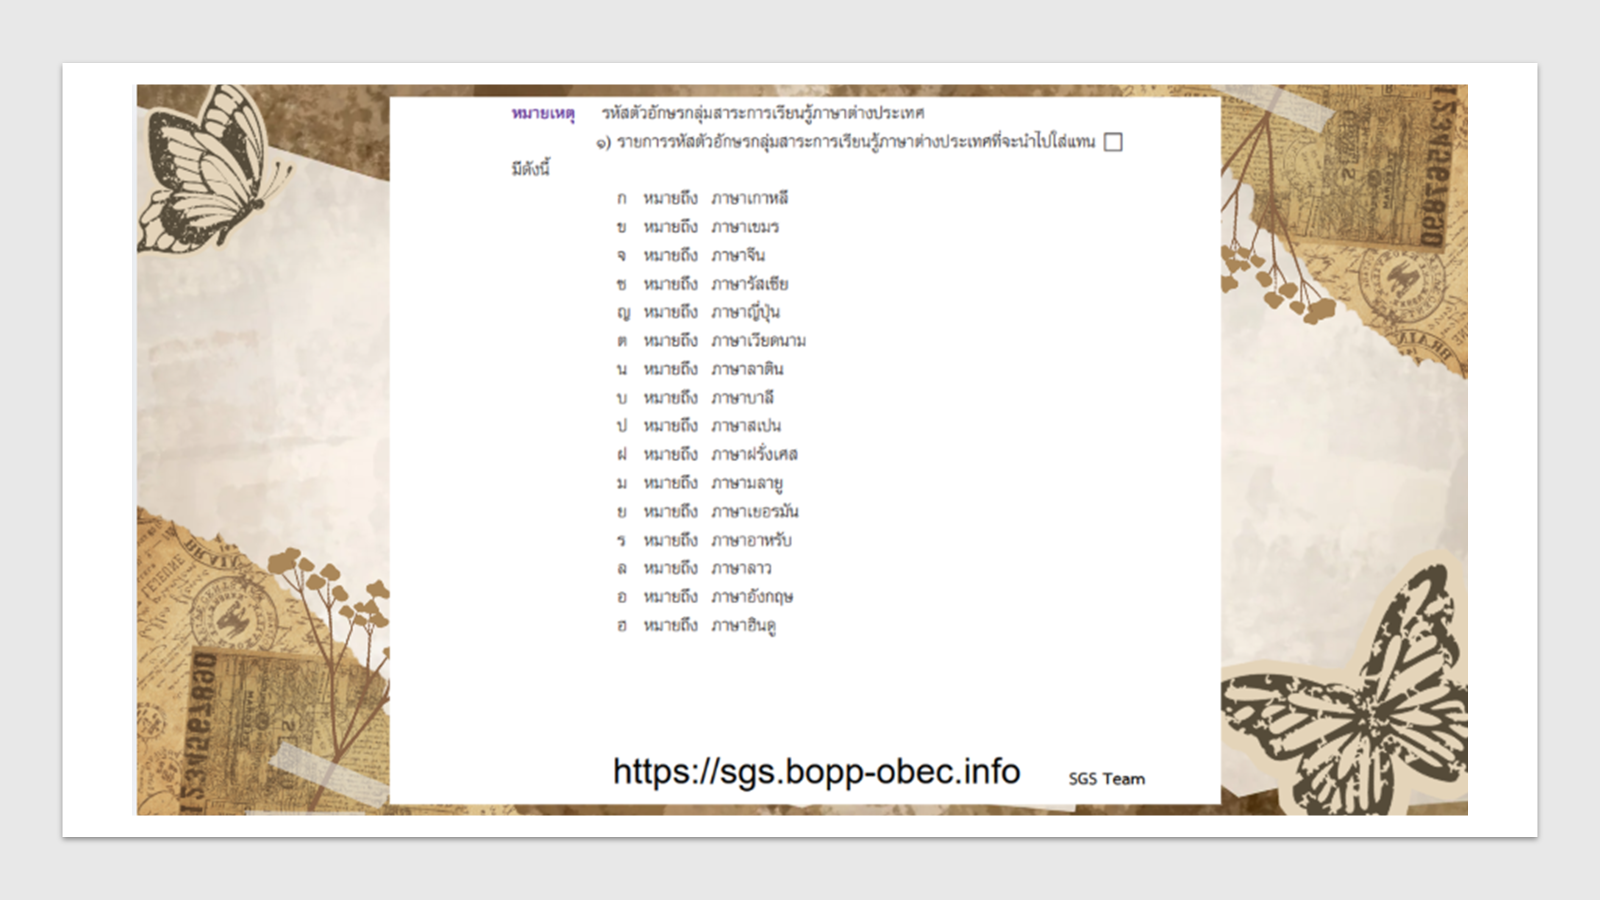 หมายเหตุ รหัสตัวอักษรกลุ่มสาระการเรียนรู้ภาษาต่างประเทศ
๑) รายการรหัสตัวอักษรกลุ่มสาระการเรียนรู้ภาษาต่างประเทศที่จะนำไปใส่แทน
มีดังนี้
ก หมายถึง ภาษาเกาหลี
ข หมายถึง ภาษาเขมร
จ หมายถึง ภาษาจีน
ซ หมายถึง ภาษารัสเซีย
ญ หมายถึง ภาษาญี่ปุ่น
ต หมายถึง ภาษาเวียดนาม
น หมายถึง ภาษาลาติน
บ หมายถึง ภาษาบาลี
ป หมายถึง ภาษาสเปน
ฝ หมายถึง ภาษาฝรั่งเศส
ม หมายถึง ภาษามลายู
ย หมายถึง ภาษาเยอรมัน
ร หมายถึง ภาษาอาหรับ
ล หมายถึง ภาษาลาว
อ หมายถึง ภาษาอังกฤษ
ฮ หมายถึง ภาษาฮินดู
https://sgs.bopp-obec.info
SGS Team